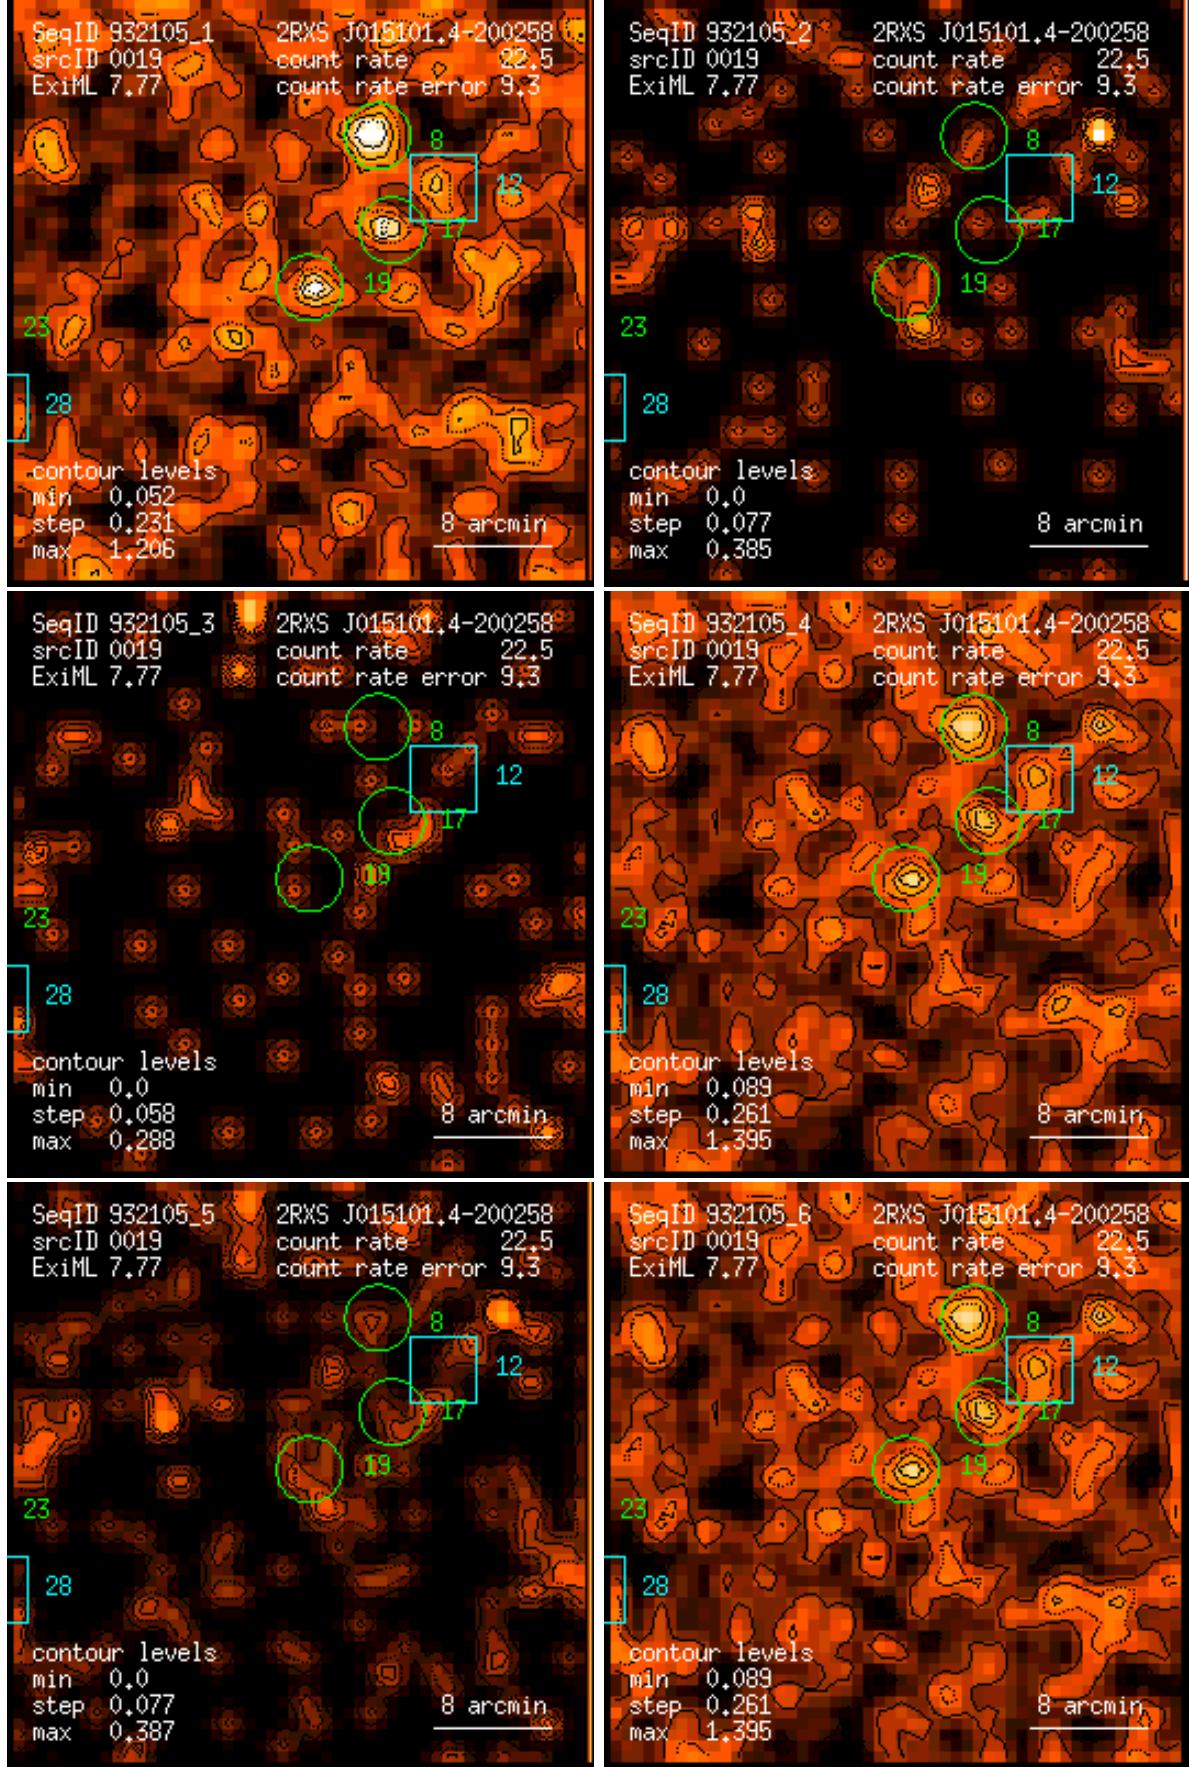 SeqID 932105_1 2RXS J015101.4-200258
srcID 0019 count rate 22.5
ExiML 7.77 count rate error 9.3
8
12
17
19
23
28
contour levels
min 0.052
step 0.231 8 arcmin
max 1.206
SeqID 932105_2 2RXS J015101.4-200258
srcID 0019 count rate 22.5
ExiML 7.77 count rate error 9.3
8
12
17
19
23
28
contour levels
min 0.0
step 0.077 8 arcmin
max 0.385
SeqID 932105_3 2RXS J015101.4-200258
srcID 0019 count rate 22.5
ExiML 7.77 count rate error 9.3
8
12
17
19
23
28
contour levels
min 0.0
step 0.058 8 arcmin
max 0.288
SeqID 932105_4 2RXS J015101.4-200258
srcID 0019 count rate 22.5
ExiML 7.77 count rate error 9.3
8
12
17
19
23
28
contour levels
min 0.089
step 0.261 8 arcmin
max 1.395
SeqID 932105_5 2RXS J015101.4-200258
srcID 0019 count rate 22.5
ExiML 7.77 count rate error 9.3
8
12
17
19
23
28
contour levels
min 0.0
step 0.077 8 arcmin
max 0.387
SeqID 932105_6 2RXS J015101.4-200258
srcID 0019 count rate 22.5
ExiML 7.77 count rate error 9.3
8
12
17
19
23
28
contour levels
min 0.089
step 0.261 8 arcmin
max 1.395